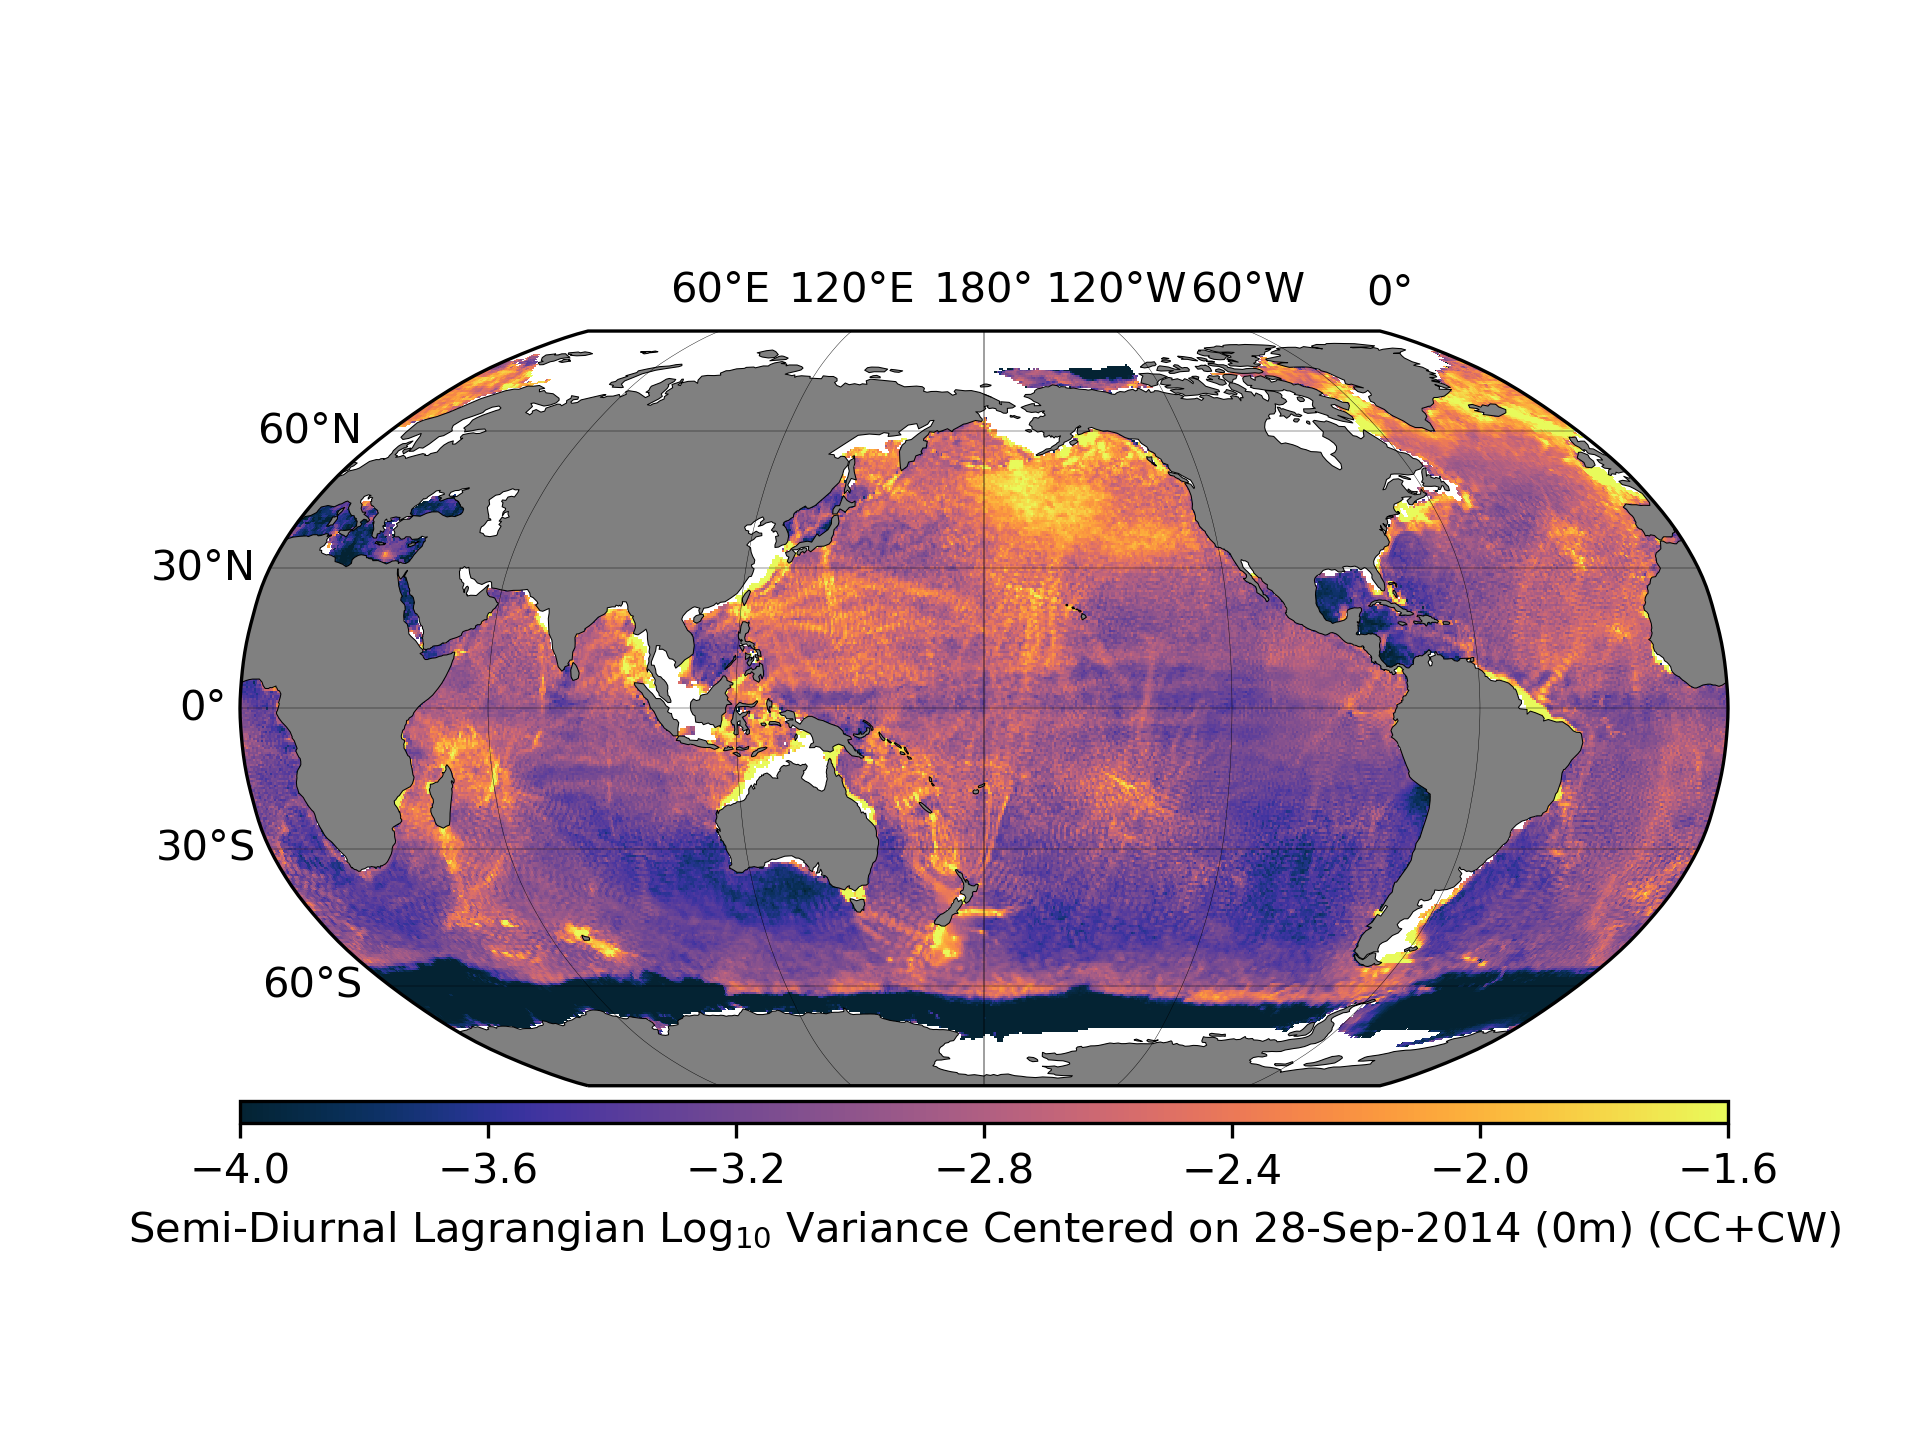 60°E 120°E 180° 120°W 60°W 0°
60°N
30°N
0°
30°S
60°S
−4.0 −3.6 −3.2 −2.8 −2.4 −2.0 −1.6
Semi-Diurnal Lagrangian Log₁₀ Variance Centered on 28-Sep-2014 (0m) (CC+CW)